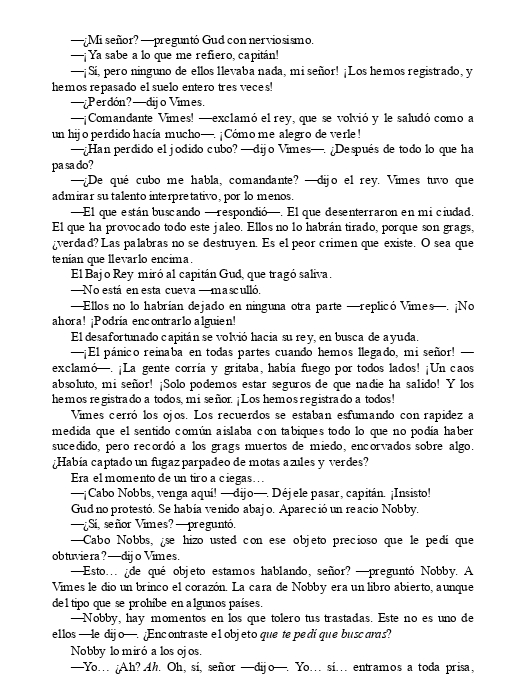 —¿Mi señor? —preguntó Gud con nerviosismo.
—¡Ya sabe a lo que me refiero, capitán!
—¡Sí, pero ninguno de ellos llevaba nada, mi señor! ¡Los hemos registrado, y
hemos repasado el suelo entero tres veces!
—¿Perdón? —dijo Vimes.
—¡Comandante Vimes! —exclamó el rey, que se volvió y le saludó como a
un hijo perdido hacía mucho—. ¡Cómo me alegro de verle!
—¿Han perdido el jodido cubo? —dijo Vimes—. ¿Después de todo lo que ha
pasado?
—¿De qué cubo me habla, comandante? —dijo el rey. Vimes tuvo que
admirar su talento interpretativo, por lo menos.
—El que están buscando —respondió—. El que desenterraron en mi ciudad.
El que ha provocado todo este jaleo. Ellos no lo habrán tirado, porque son grags,
¿verdad? Las palabras no se destruyen. Es el peor crimen que existe. O sea que
tenían que llevarlo encima.
El Bajo Rey miró al capitán Gud, que tragó saliva.
—No está en esta cueva —masculló.
—Ellos no lo habrían dejado en ninguna otra parte —replicó Vimes—. ¡No
ahora! ¡Podría encontrarlo alguien!
El desafortunado capitán se volvió hacia su rey, en busca de ayuda.
—¡El pánico reinaba en todas partes cuando hemos llegado, mi señor! —
exclamó—. ¡La gente corría y gritaba, había fuego por todos lados! ¡Un caos
absoluto, mi señor! ¡Solo podemos estar seguros de que nadie ha salido! Y los
hemos registrado a todos, mi señor. ¡Los hemos registrado a todos!
Vimes cerró los ojos. Los recuerdos se estaban esfumando con rapidez a
medida que el sentido común aislaba con tabiques todo lo que no podía haber
sucedido, pero recordó a los grags muertos de miedo, encorvados sobre algo.
¿Había captado un fugaz parpadeo de motas azules y verdes?
Era el momento de un tiro a ciegas…
—¡Cabo Nobbs, venga aquí! —dijo—. Déjele pasar, capitán. ¡Insisto!
Gud no protestó. Se había venido abajo. Apareció un reacio Nobby.
—¿Sí, señor Vimes? —preguntó.
—Cabo Nobbs, ¿se hizo usted con ese objeto precioso que le pedí que
obtuviera? —dijo Vimes.
—Esto… ¿de qué objeto estamos hablando, señor? —preguntó Nobby. A
Vimes le dio un brinco el corazón. La cara de Nobby era un libro abierto, aunque
del tipo que se prohíbe en algunos países.
—Nobby, hay momentos en los que tolero tus trastadas. Este no es uno de
ellos —le dijo—. ¿Encontraste el objeto que te pedí que buscaras?
Nobby lo miró a los ojos.
—Yo… ¿Ah? Ah. Oh, sí, señor —dijo—. Yo… sí… entramos a toda prisa,